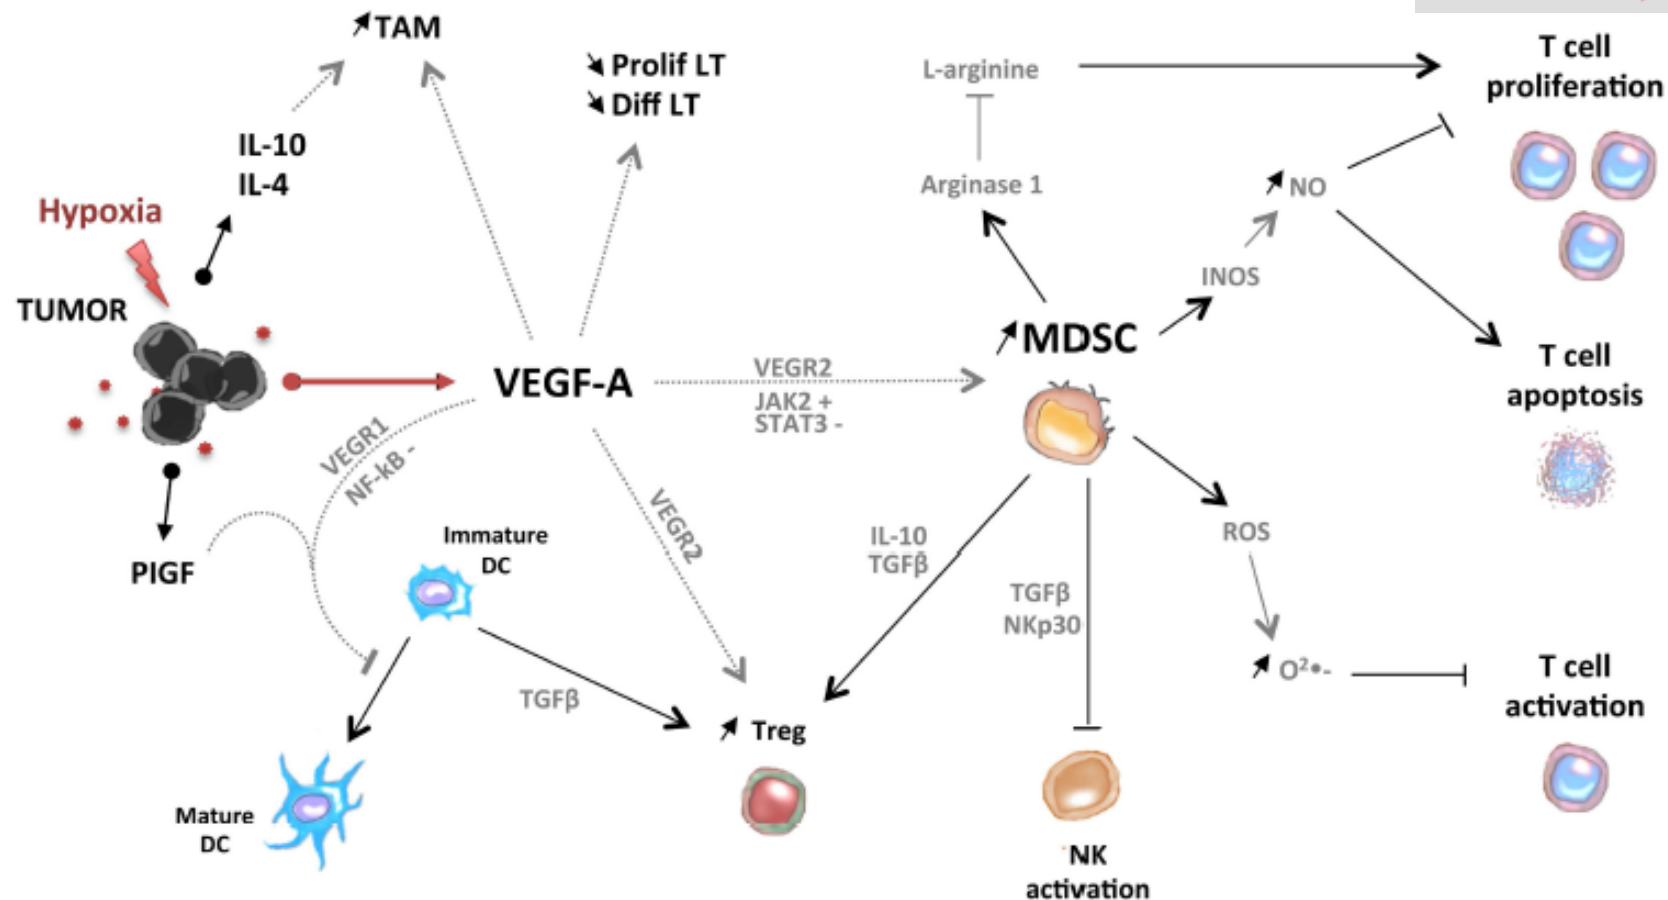 TAM
Prolif LT
Diff LT
IL-10
IL-4
Hypoxia
TUMOR
VEGF-A
VEGR1
NF-kB -
PIGF
Immature
DC
Mature
DC
VEGR2
JAK2 +
STAT3 -
VEGR2
TGFβ
Treg
MDSC
Arginase 1
L-arginine
INOS
NO
IL-10
TGFβ
TGFβ
NKp30
NK
activation
ROS
O²•-
T cell
proliferation
T cell
apoptosis
T cell
activation